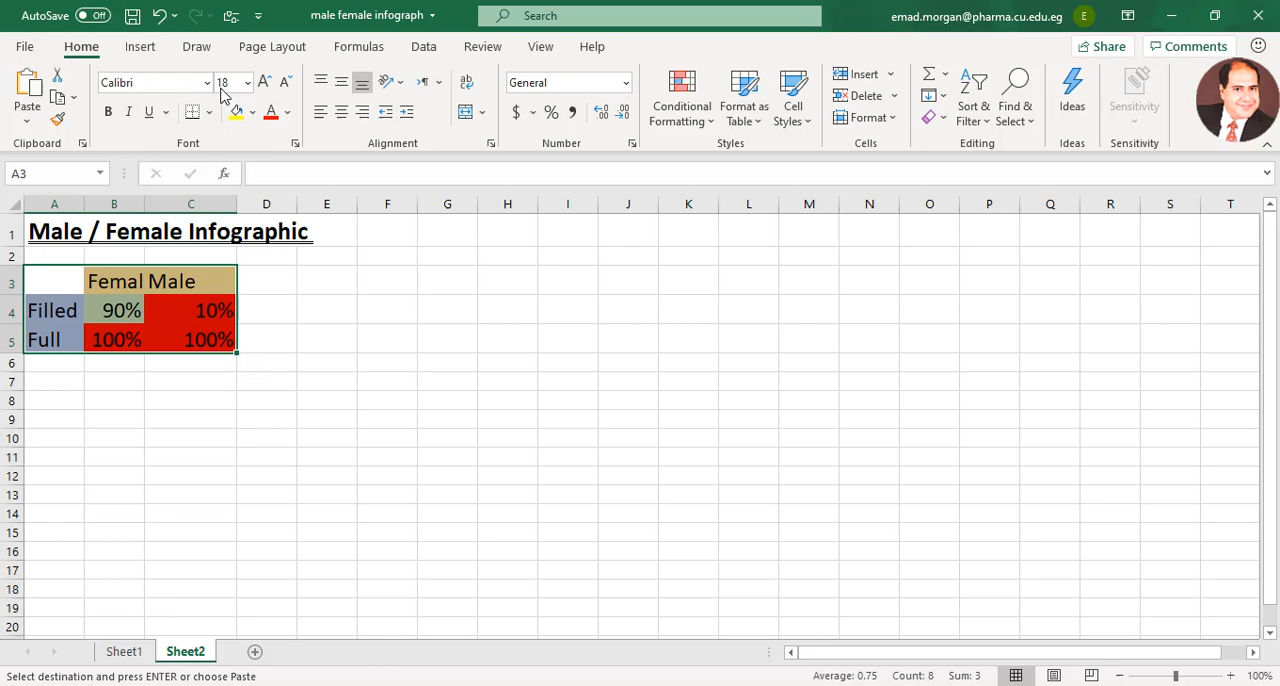 AutoSave Off male female infograph Search emad.morgan@pharma.cu.edu.eg E
File Home Insert Draw Page Layout Formulas Data Review View Help Share Comments
Paste
Clipboard
Calibri 18
B I U A
Font
Alignment
General
$ % 9
Number
Conditional Formatting
Format as Table
Cell Styles
Styles
Insert
Delete
Format
Cells
Sort & Filter
Find & Select
Editing
Ideas
Ideas
Sensitivity
Sensitivity
A3 fx
A B C D E F G H I J K L M N O P Q R S T
1 Male / Female Infographic
2
3 Femal Male
4 Filled 90% 10%
5 Full 100% 100%
6
7
8
9
10
11
12
13
14
15
16
17
18
19
20
Sheet1 Sheet2
Select destination and press ENTER or choose Paste Average: 0.75 Count: 8 Sum: 3 100%